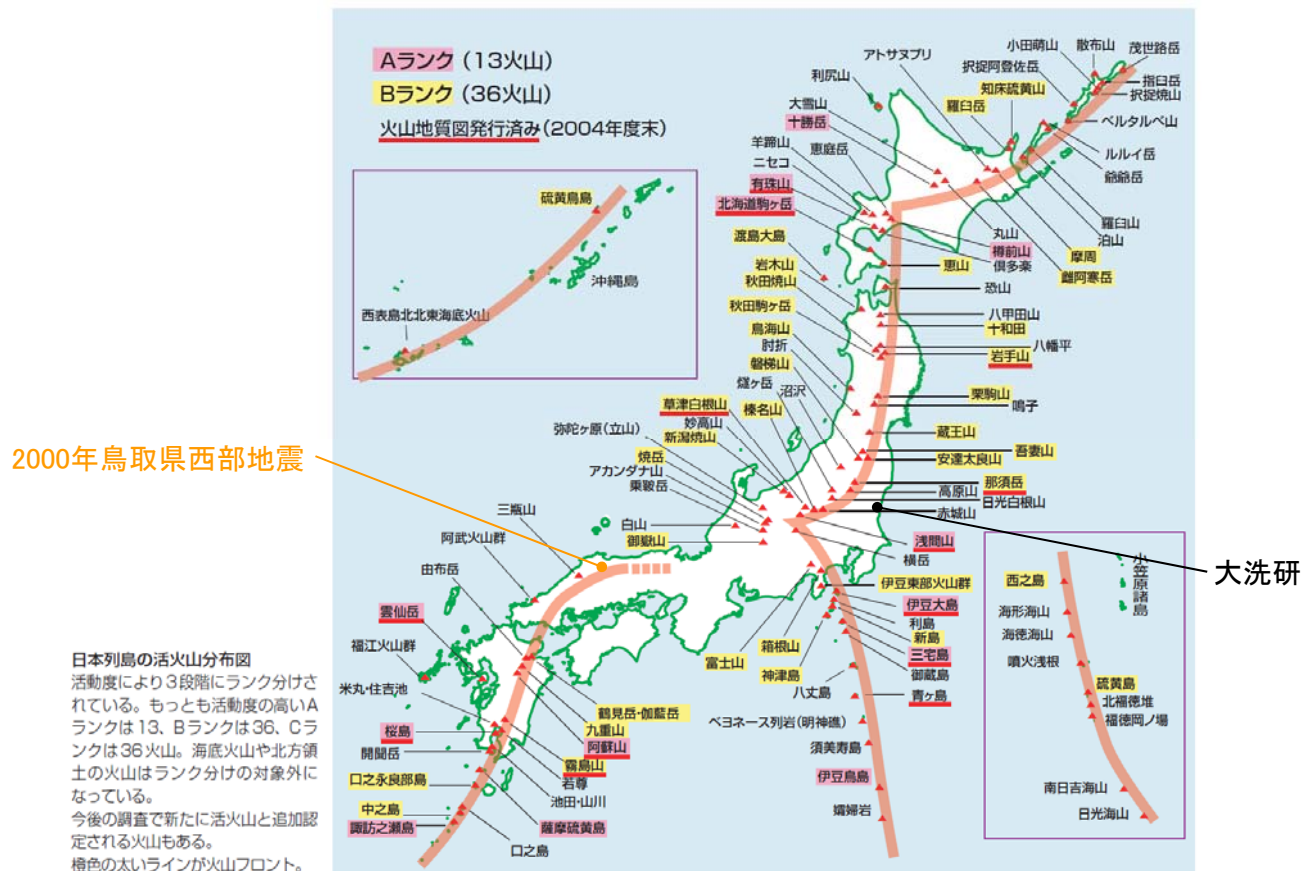 Aランク (13火山)
Bランク (36火山)
火山地質図発行済み(2004年度末)
硫黄鳥島
沖縄島
西表島北北東海底火山
アトサヌプリ
小田萌山
散布山
茂世路岳
択捉阿登佐岳
指臼岳
択捉焼山
利尻山
知床硫黄山
羅臼岳
ベルタルベ山
大雪山
十勝岳
ルルイ岳
爺爺岳
羊蹄山
恵庭岳
ニセコ
有珠山
北海道駒ヶ岳
羅臼山
泊山
丸山
樽前山
倶多楽
摩周
雌阿寒岳
渡島大島
恵山
岩木山
秋田焼山
恐山
秋田駒ヶ岳
八甲田山
十和田
鳥海山
肘折
八幡平
岩手山
磐梯山
燧ヶ岳
沼沢
栗駒山
鳴子
草津白根山
榛名山
妙高山
新潟焼山
蔵王山
弥陀ヶ原(立山)
吾妻山
安達太良山
焼岳
アカンダナ山
乗鞍岳
那須岳
高原山
日光白根山
赤城山
2000年鳥取県西部地震
三瓶山
白山
御嶽山
浅間山
横岳
阿武火山群
由布岳
伊豆東部火山群
大洗研
雲仙岳
伊豆大島
利島
新島
三宅島
御蔵島
箱根山
富士山
神津島
八丈島
青ヶ島
福江火山群
米丸・住吉池
鶴見岳・伽藍岳
九重山
阿蘇山
桜島
開聞岳
霧島山
若尊
池田・山川
口之永良部島
中之島
諏訪之瀬島
薩摩硫黄島
口之島
ベヨネース列岩(明神礁)
須美寿島
伊豆鳥島
孀婦岩
小笠原諸島
西之島
海形海山
海徳海山
噴火浅根
硫黄島
北福徳堆
福徳岡ノ場
南日吉海山
日光海山
日本列島の活火山分布図
活動度により3段階にランク分けさ
れている。もっとも活動度の高いA
ランクは13、Bランクは36、Cラ
ンクは36火山。海底火山や北方領
土の火山はランク分けの対象外に
なっている。
今後の調査で新たに活火山と追加認
定される火山もある。
橙色の太いラインが火山フロント。